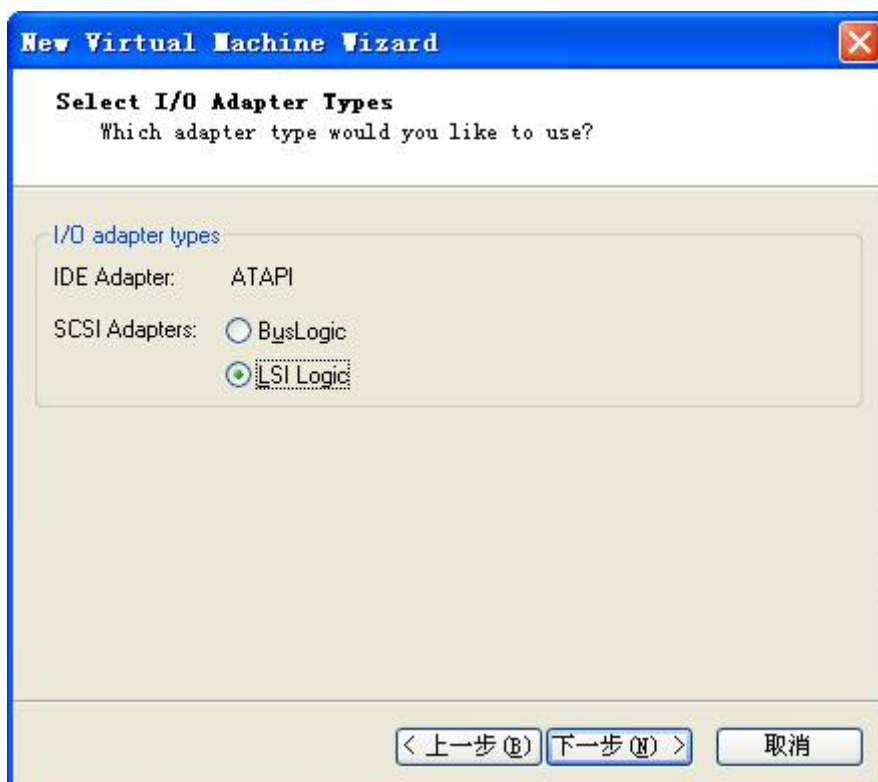 New Virtual Machine Wizard
Select I/O Adapter Types
Which adapter type would you like to use?
I/O adapter types
IDE Adapter: ATAPI
SCSI Adapters: BusLogic
LSI Logic
< 上一步(B) 下一步(N) > 取消